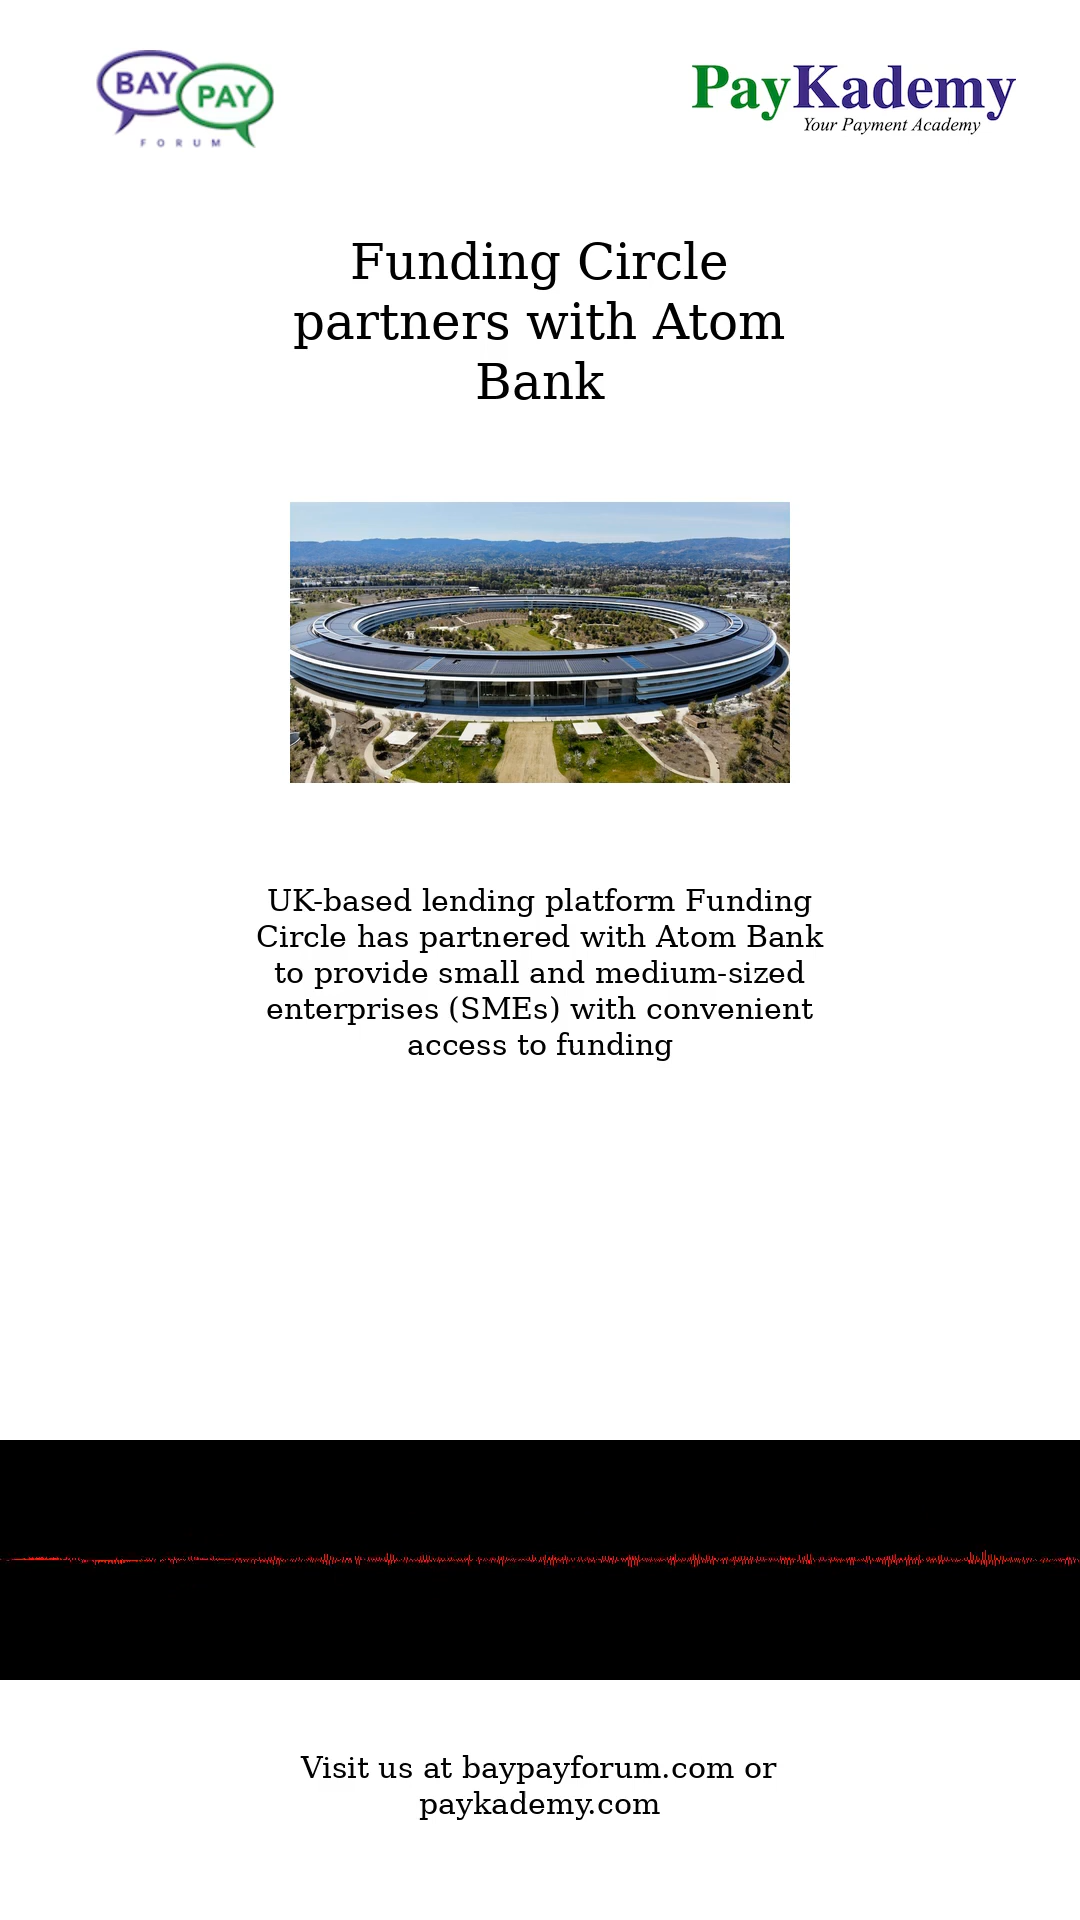 BAY
PAY
FORUM
PayKademy
Your Payment Academy
Funding Circle
partners with Atom
Bank
UK-based lending platform Funding
Circle has partnered with Atom Bank
to provide small and medium-sized
enterprises (SMEs) with convenient
access to funding
Visit us at baypayforum.com or
paykademy.com